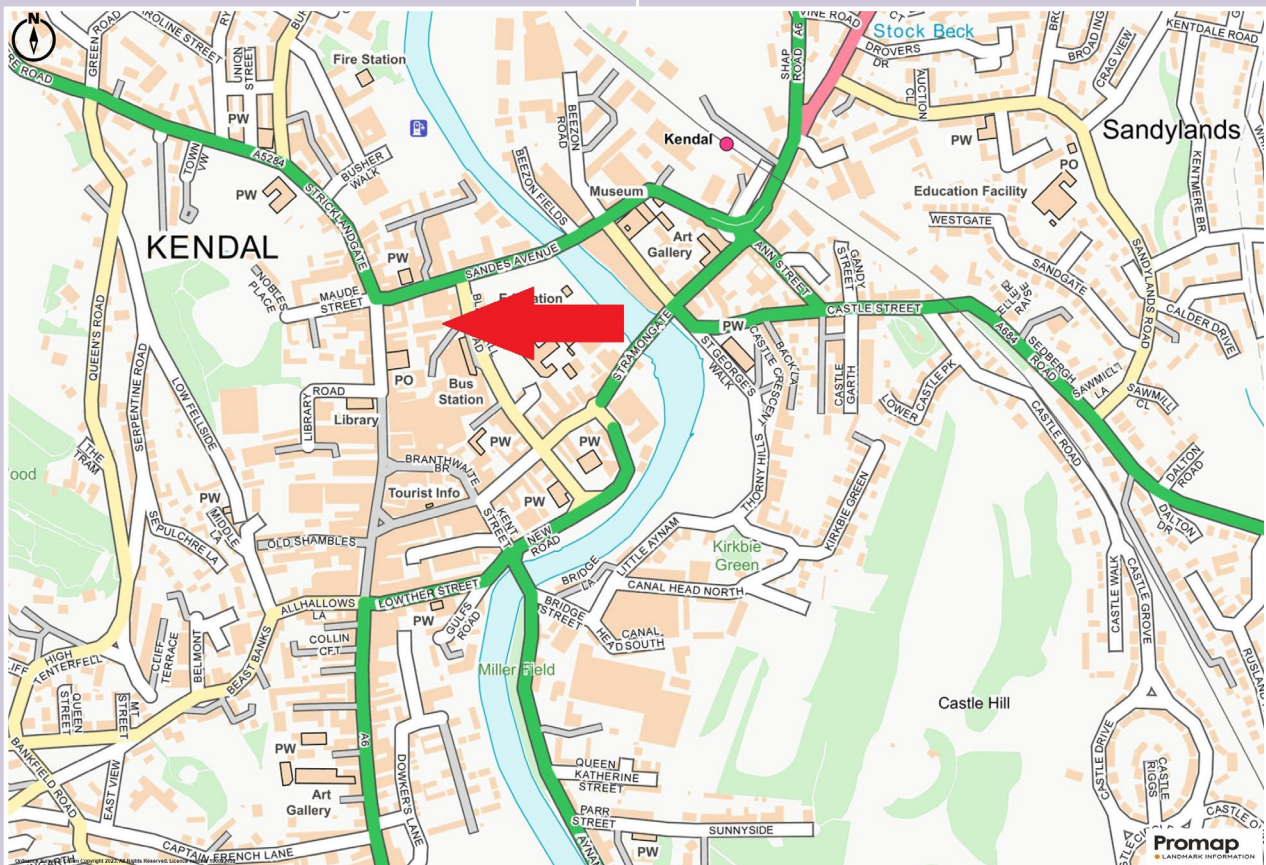 N
GREEN ROAD
UNION
STREET
Fire Station
PW
A5284
TOWN
VW
BUSHER
WALK
PW
STRICKLANDGATE
KENDAL
NOBLES
PLACE
MAUDE
STREET
PW
SANDES AVENUE
BEEZON
ROAD
BEEZON FIELDS
Museum
Art
Gallery
Kendal
SHAP
ROAD
A6
VINE ROAD
Stock Beck
DROVERS
DR
AUCTION
CL
BROADING
CRAG VIEW
KENTDALE ROAD
Sandylands
PW
PO
KENTMERE BR
Education Facility
WESTGATE
SANDGATE
SANDYLANDS ROAD
CALDER DRIVE
ANN STREET
GANDY
STREET
CASTLE STREET
ELLER
RAISE
A684
SEDBERGH
ROAD
SAWMILL
LA
SAWMILL
CL
DALTON
ROAD
DALTON
DR
QUEEN'S ROAD
SERPENTINE ROAD
LOW FELLSIDE
PO
Bus
Station
LIBRARY
ROAD
Library
STRAMONGATE
PW
ST GEORGE'S
WALK
CASTLE CRESCENT
BACK LA
CASTLE
GARTH
LOWER
CASTLE PK
CASTLE ROAD
THE
TRAM
PW
MIDDLE
LA
SEPULCHRE LA
OLD SHAMBLES
BRANTHWAITE
BR
Tourist Info
KENT
STREET
PW
PW
PW
NEW
ROAD
THORNY HILLS
LITTLE AYNAM
KIRKBIE GREEN
Kirkbie
Green
BRIDGE
LA
BRIDGE
STREET
CANAL HEAD NORTH
CANAL
HEAD SOUTH
CASTLE WALK
CASTLE GROVE
ALLHALLOWS
LA
LOWTHER STREET
PW
GULFS
ROAD
COLLIN
CFT
HIGH
TENTERFELL
CLIFF
TERRACE
BELMONT
BEAST BANKS
QUEEN
STREET
MT
STREET
Miller Field
Castle Hill
CASTLE DRIVE
CASTLE
RIGGS
BANKFIELD ROAD
EAST VIEW
PW
Art
Gallery
A6
DOWKER'S LANE
CAPTAIN FRENCH LANE
QUEEN
KATHERINE
STREET
PARR
STREET
SUNNYSIDE
PW
Promap
LANDMARK INFORMATION